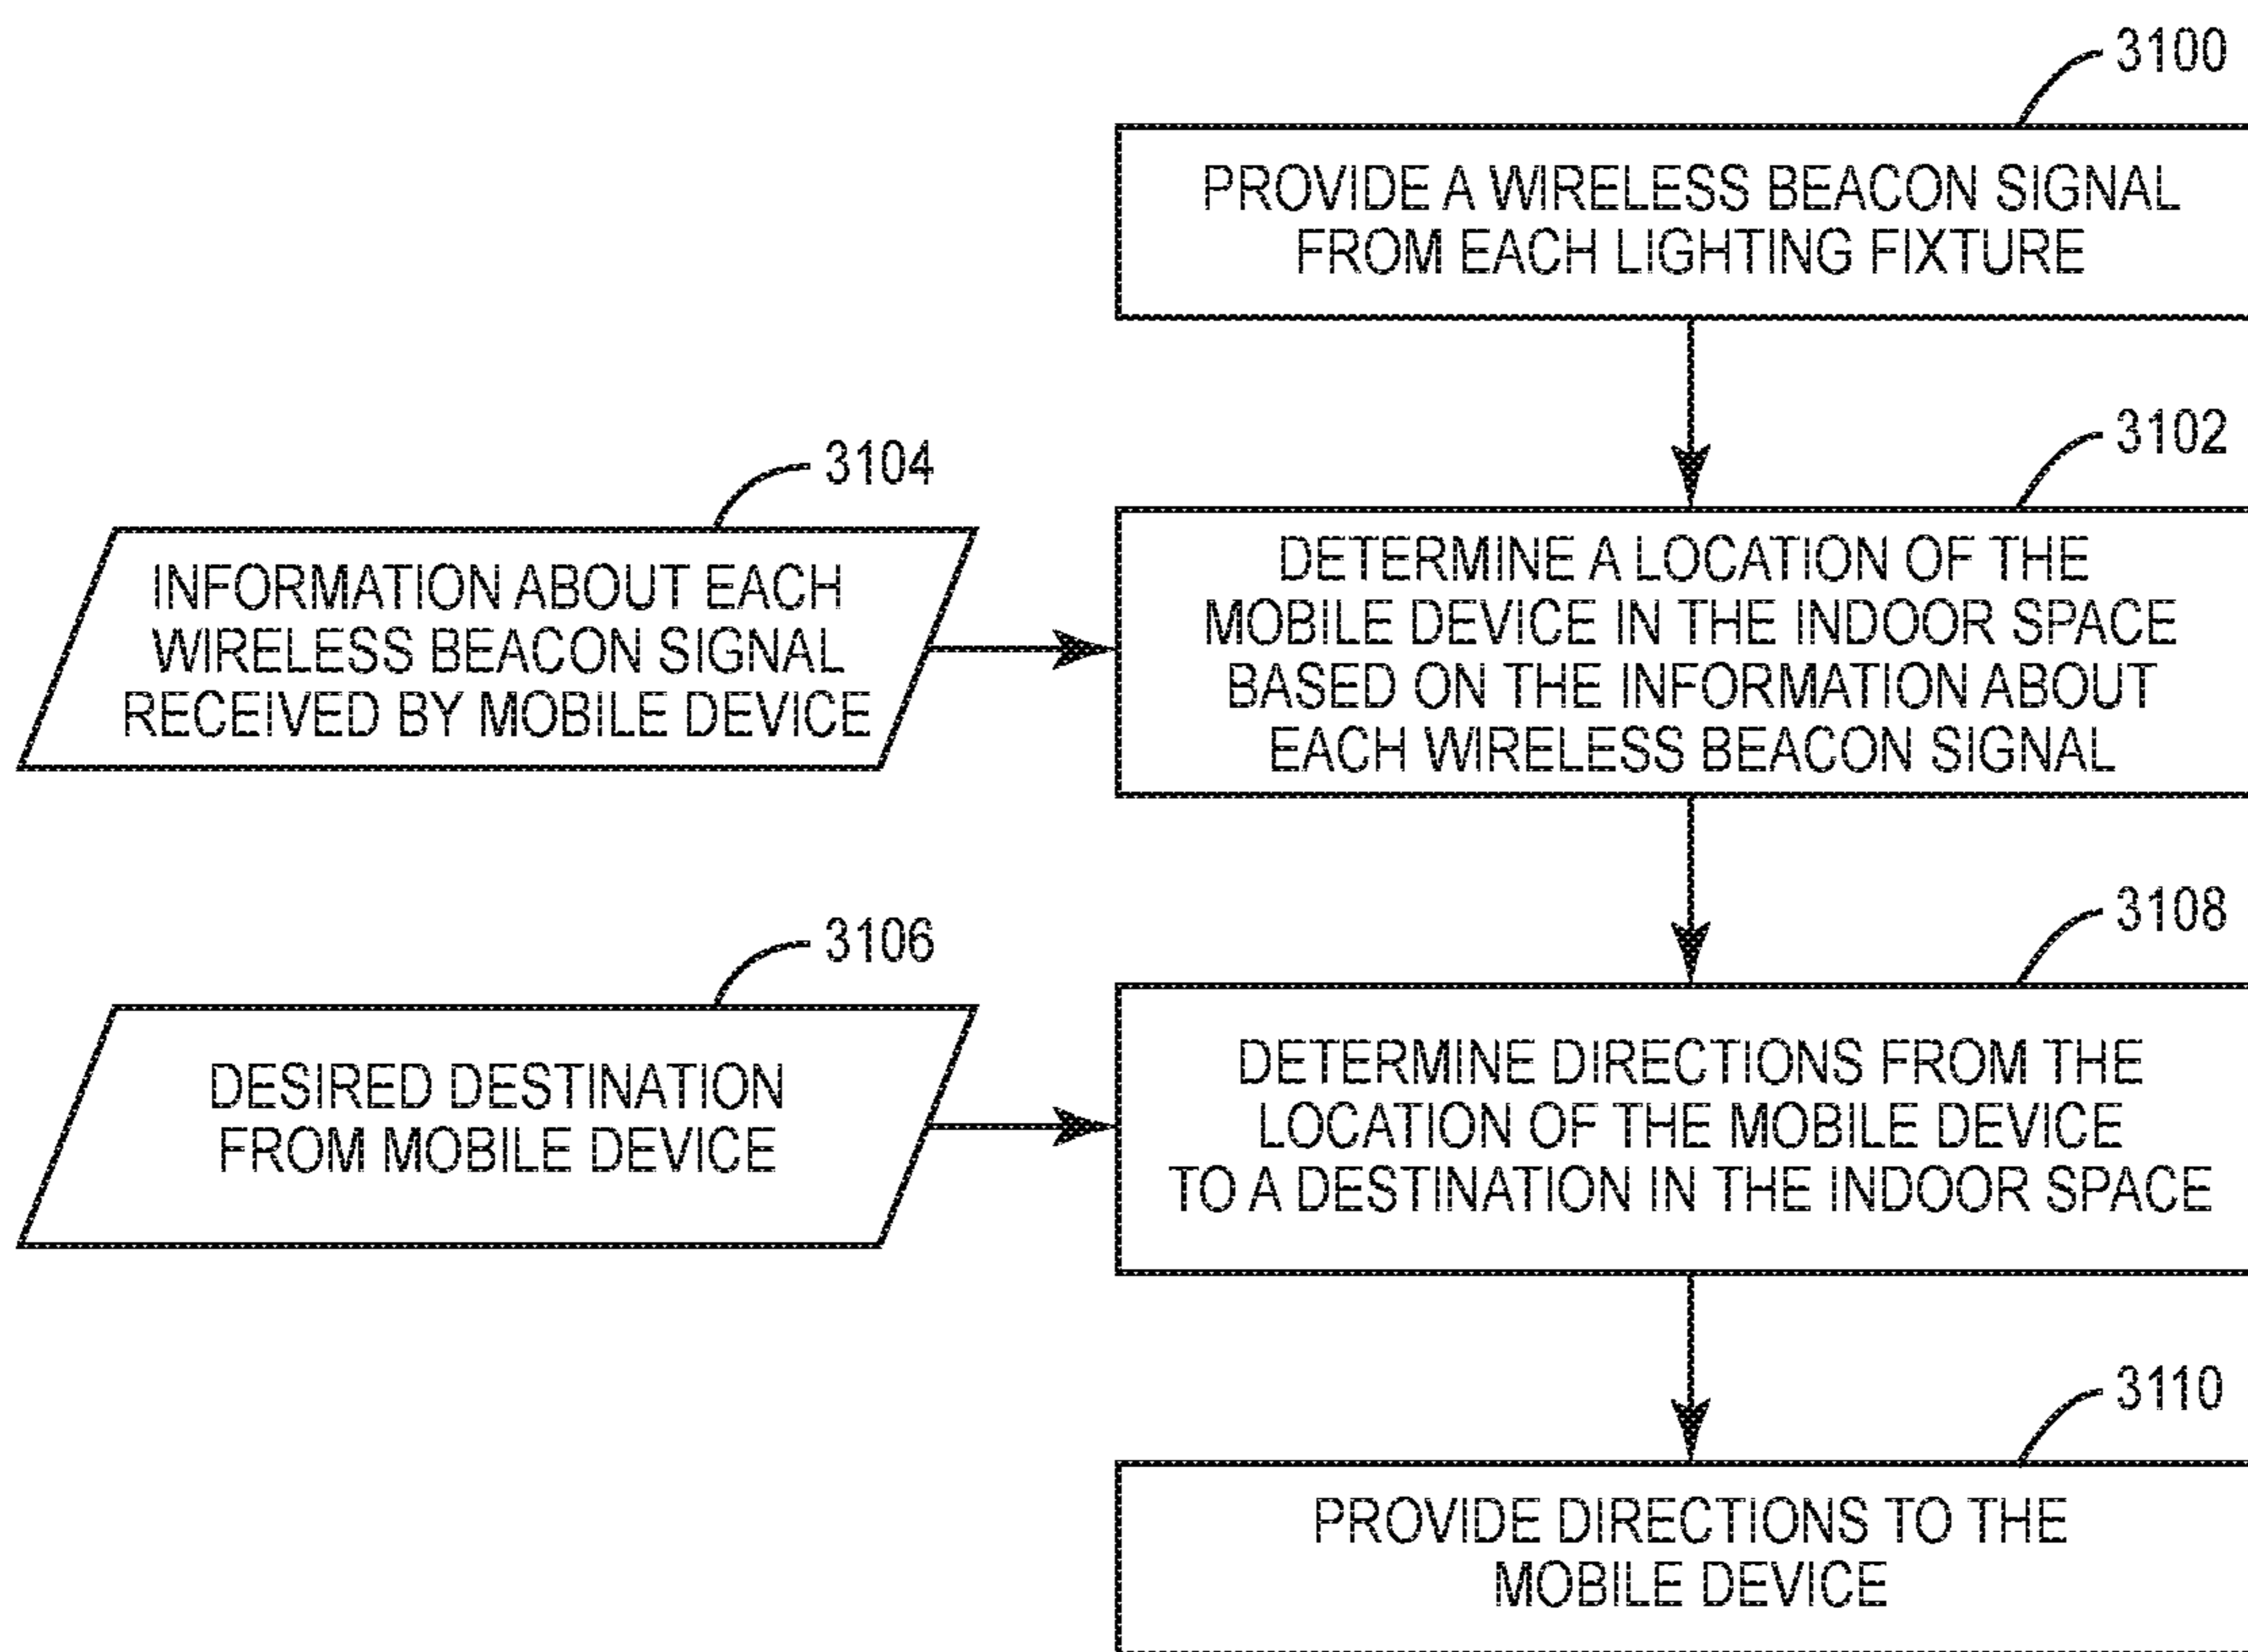 3100
PROVIDE A WIRELESS BEACON SIGNAL
FROM EACH LIGHTING FIXTURE
3102
3104
INFORMATION ABOUT EACH
WIRELESS BEACON SIGNAL
RECEIVED BY MOBILE DEVICE
DETERMINE A LOCATION OF THE
MOBILE DEVICE IN THE INDOOR SPACE
BASED ON THE INFORMATION ABOUT
EACH WIRELESS BEACON SIGNAL
3108
3106
DESIRED DESTINATION
FROM MOBILE DEVICE
DETERMINE DIRECTIONS FROM THE
LOCATION OF THE MOBILE DEVICE
TO A DESTINATION IN THE INDOOR SPACE
3110
PROVIDE DIRECTIONS TO THE
MOBILE DEVICE